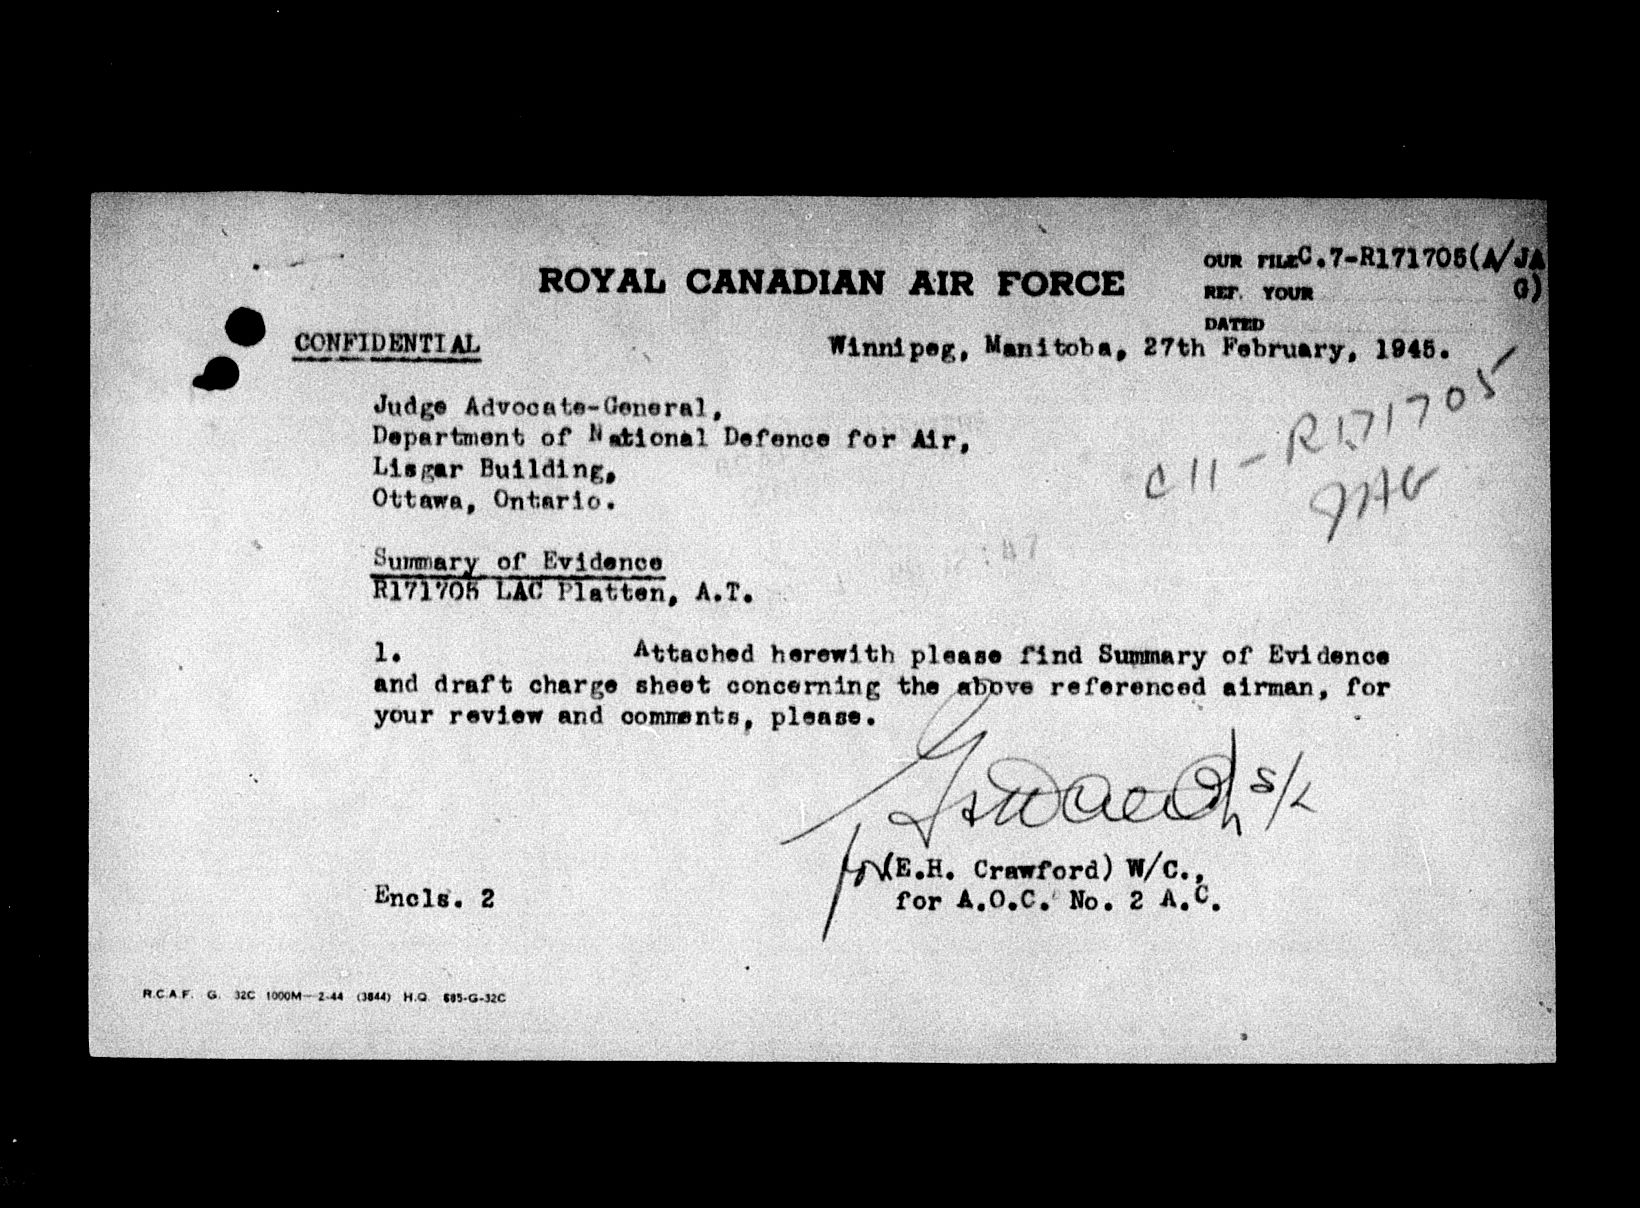 ROYAL CANADIAN AIR FORCE
OUR FILE C.7-R171705(A/JA
REF. YOUR G)
DATED
CONFIDENTIAL
Winnipeg, Manitoba, 27th February, 1945.
Judge Advocate-General,
Department of National Defence for Air,
Lisgar Building,
Ottawa, Ontario.
C11-R171705
JAG
Summary of Evidence
R171705 LAC Platten, A.T.
1. Attached herewith please find Summary of Evidence
and draft charge sheet concerning the above referenced airman, for
your review and comments, please.
S/L
for (E.H. Crawford) W/C.,
for A.O.C. No. 2 A.C.
Encls. 2
R.C.A.F. G. 32C 1000M—2-44 (3844) H.Q. 885-G-32C